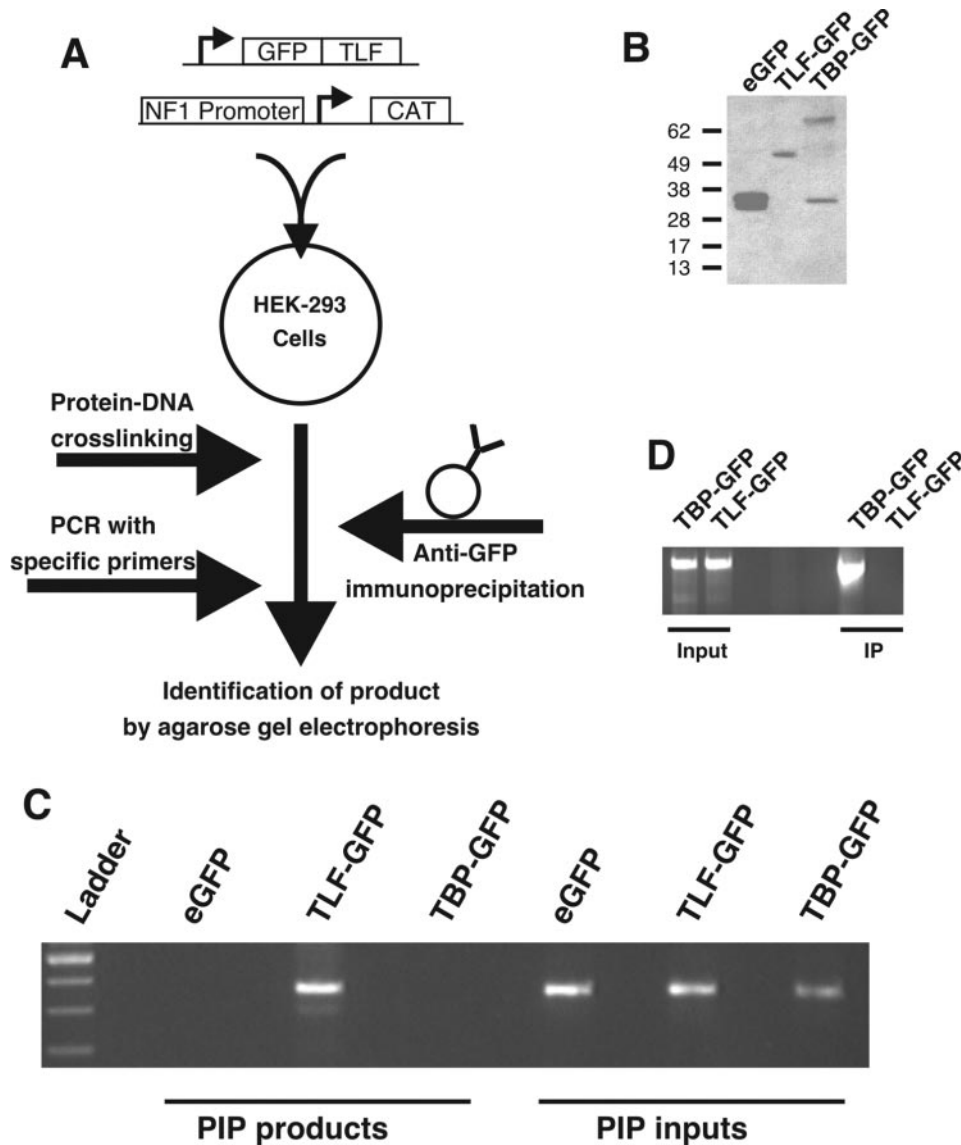 A
GFP TLF
NF1 Promoter CAT
HEK-293
Cells
Protein-DNA
crosslinking
PCR with
specific primers
Anti-GFP
immunoprecipitation
Identification of product
by agarose gel electrophoresis
B
eGFP TLF-GFP TBP-GFP
62
49
38
28
17
13
D
TBP-GFP TLF-GFP TBP-GFP TLF-GFP
Input IP
C
Ladder eGFP TLF-GFP TBP-GFP eGFP TLF-GFP TBP-GFP
PIP products PIP inputs